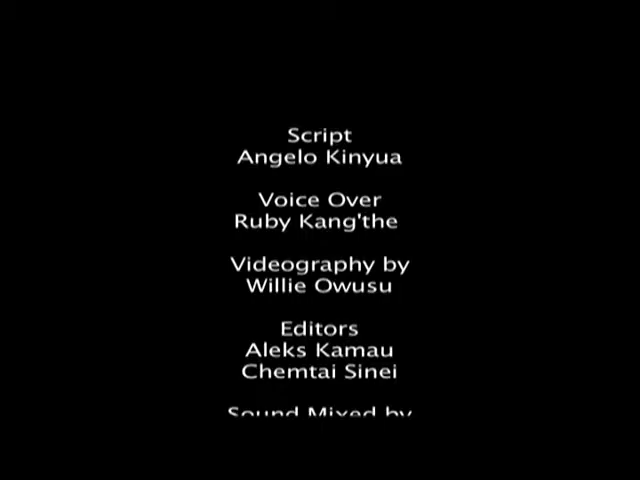 Script
Angelo Kinyua
Voice Over
Ruby Kang'the
Videography by
Willie Owusu
Editors
Aleks Kamau
Chemtai Sinei
Sound Mixed by